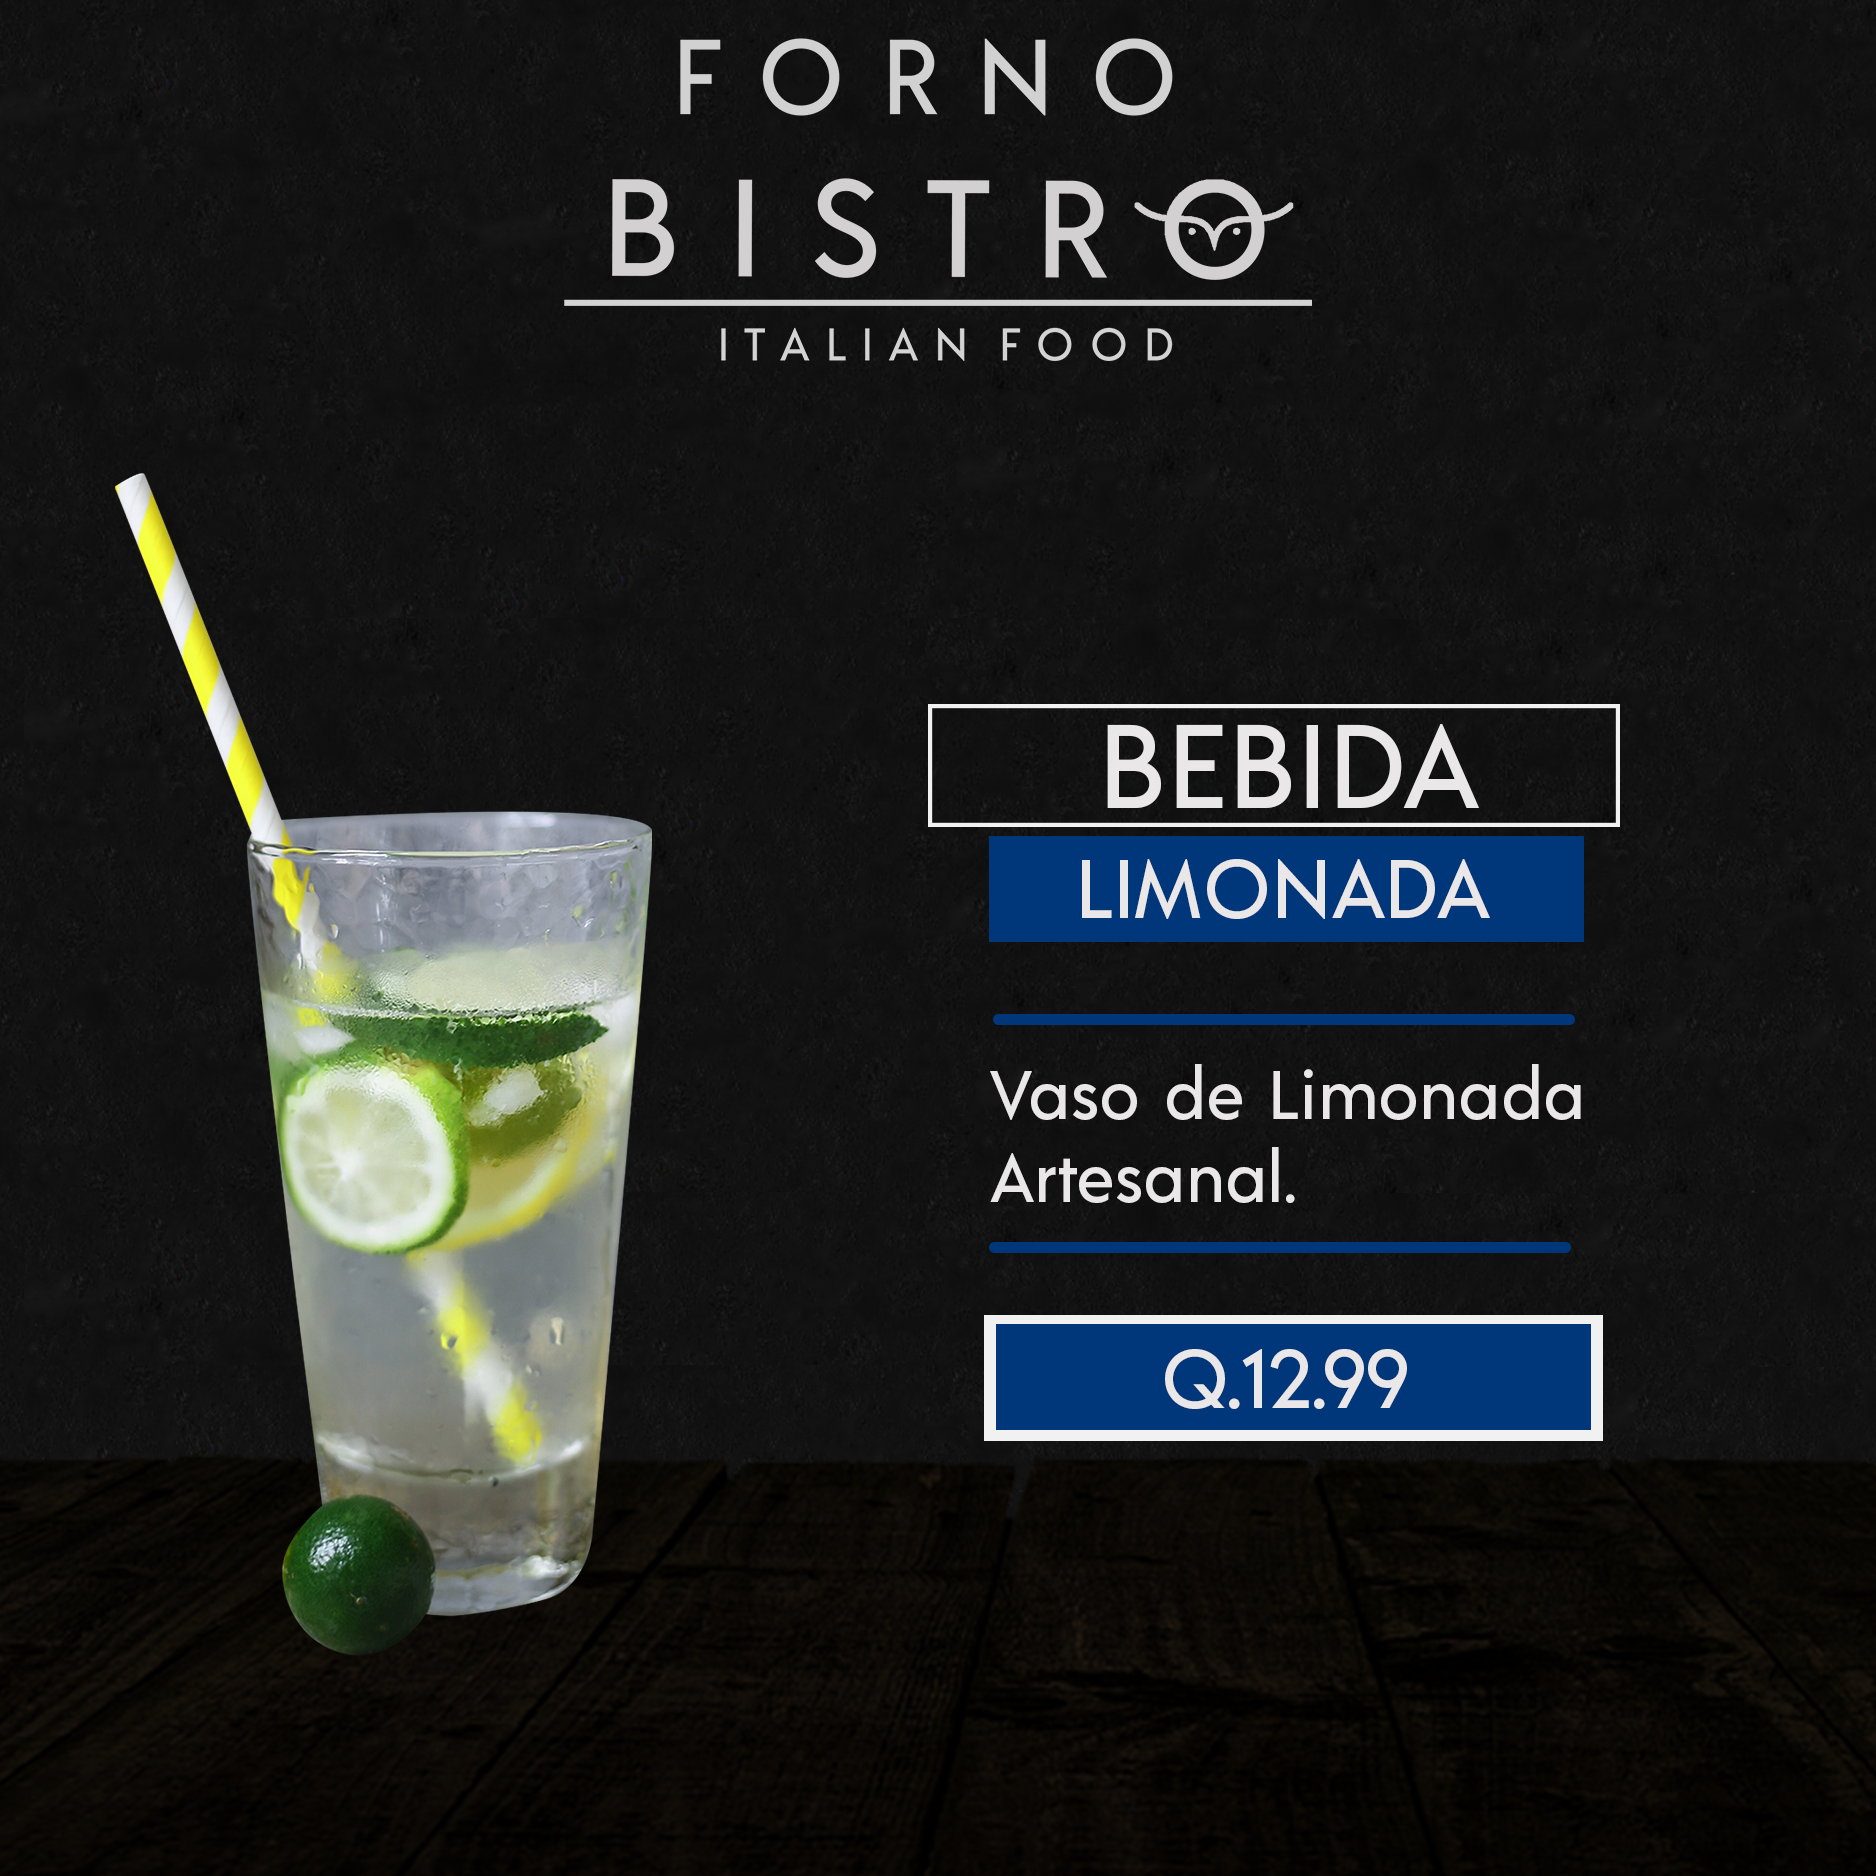 FORNO
BISTRO
ITALIAN FOOD
BEBIDA
LIMONADA
Vaso de Limonada
Artesanal.
Q.12.99